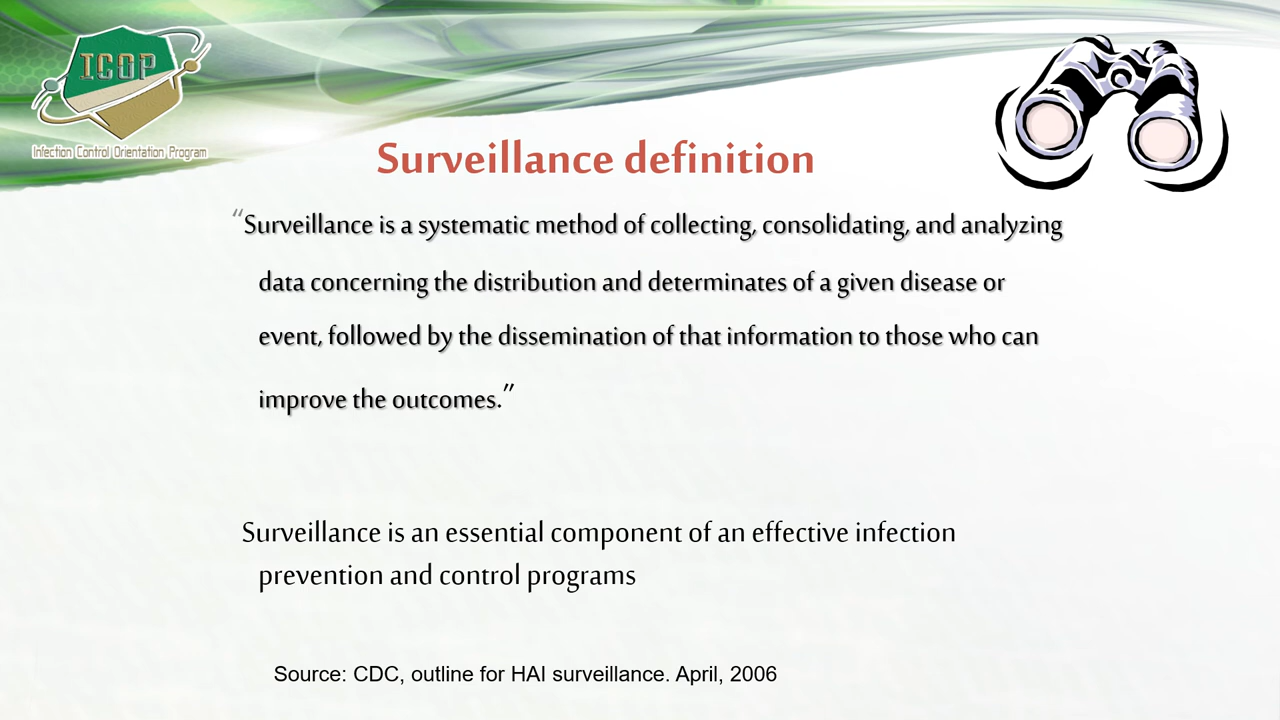 ICOP
Infection Control Orientation Program
Surveillance definition
“Surveillance is a systematic method of collecting, consolidating, and analyzing
data concerning the distribution and determinates of a given disease or
event, followed by the dissemination of that information to those who can
improve the outcomes.”
Surveillance is an essential component of an effective infection
prevention and control programs
Source: CDC, outline for HAI surveillance. April, 2006